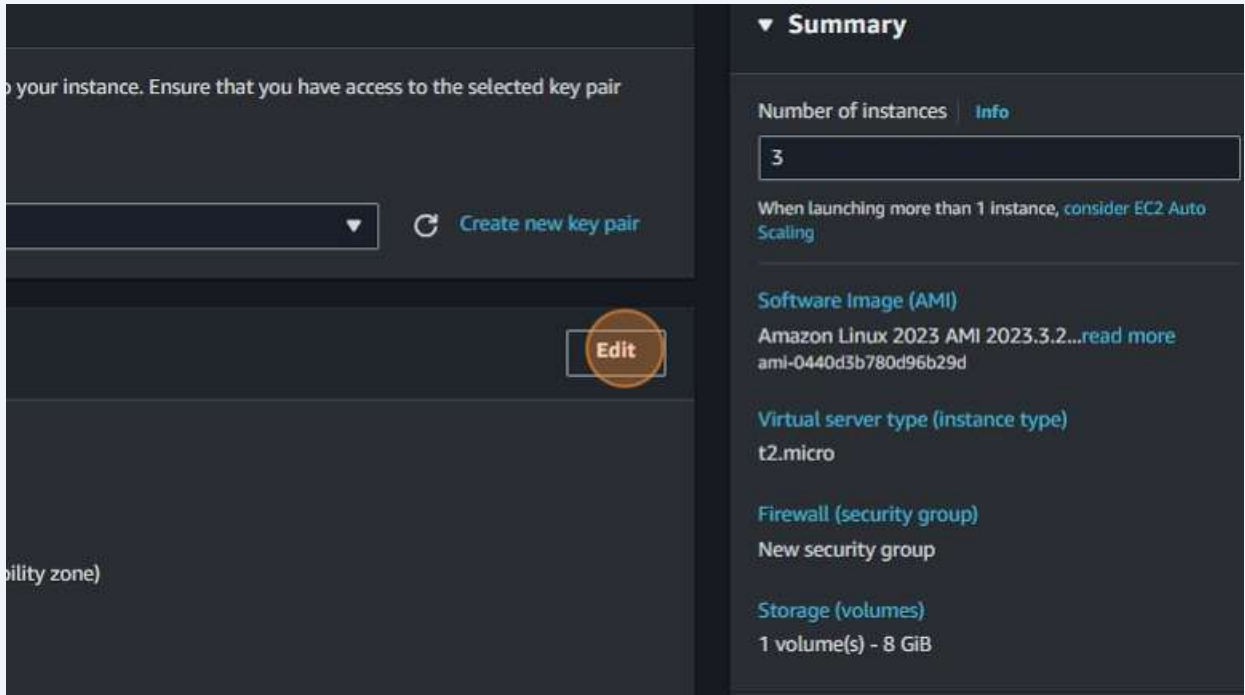 ▼ Summary
your instance. Ensure that you have access to the selected key pair
Number of instances Info
3
When launching more than 1 instance, consider EC2 Auto
Scaling
Create new key pair
Software Image (AMI)
Edit
Amazon Linux 2023 AMI 2023.3.2...read more
ami-0440d3b780d96b29d
Virtual server type (instance type)
t2.micro
Firewall (security group)
New security group
zone)
Storage (volumes)
1 volume(s) - 8 GiB